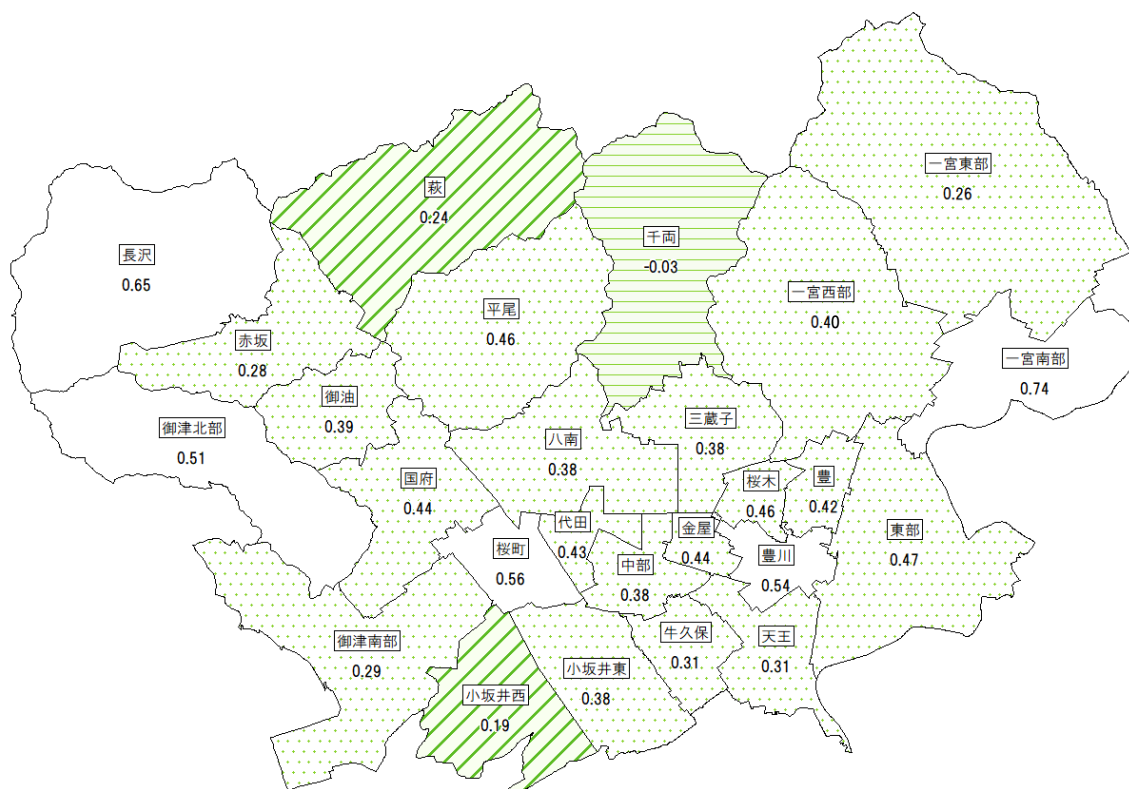 一宮東部
0.26
萩
0.24
千両
-0.03
長沢
0.65
一宮西部
0.40
平尾
0.46
赤坂
0.28
一宮南部
0.74
御油
0.39
三蔵子
0.38
御津北部
0.51
八南
0.38
国府
0.44
桜木
0.46
豊
0.42
代田
0.43
金屋
0.44
東部
0.47
桜町
0.56
中部
0.38
豊川
0.54
御津南部
0.29
牛久保
0.31
天王
0.31
小坂井東
0.38
小坂井西
0.19